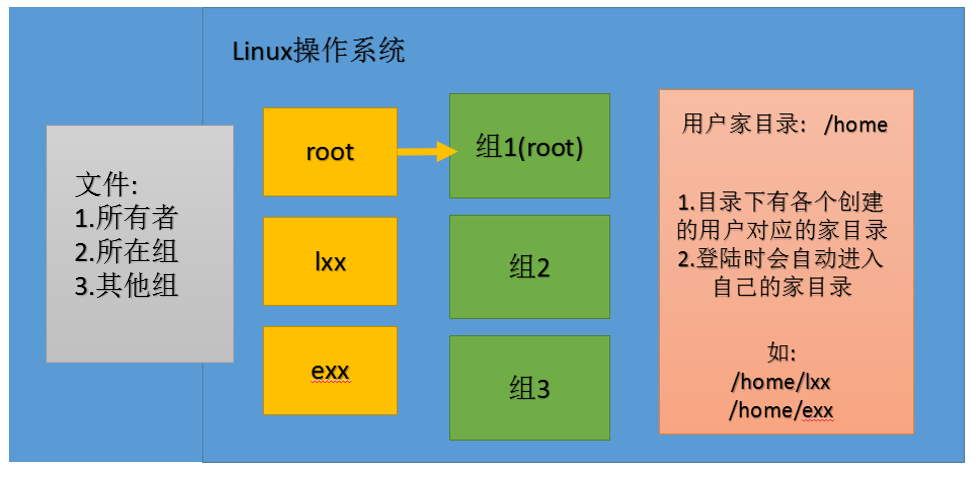 Linux操作系统
文件:
1.所有者
2.所在组
3.其他组
root
lxx
exx
组1(root)
组2
组3
用户家目录: /home
1.目录下有各个创建
的用户对应的家目录
2.登陆时会自动进入
自己的家目录
如:
/home/lxx
/home/exx